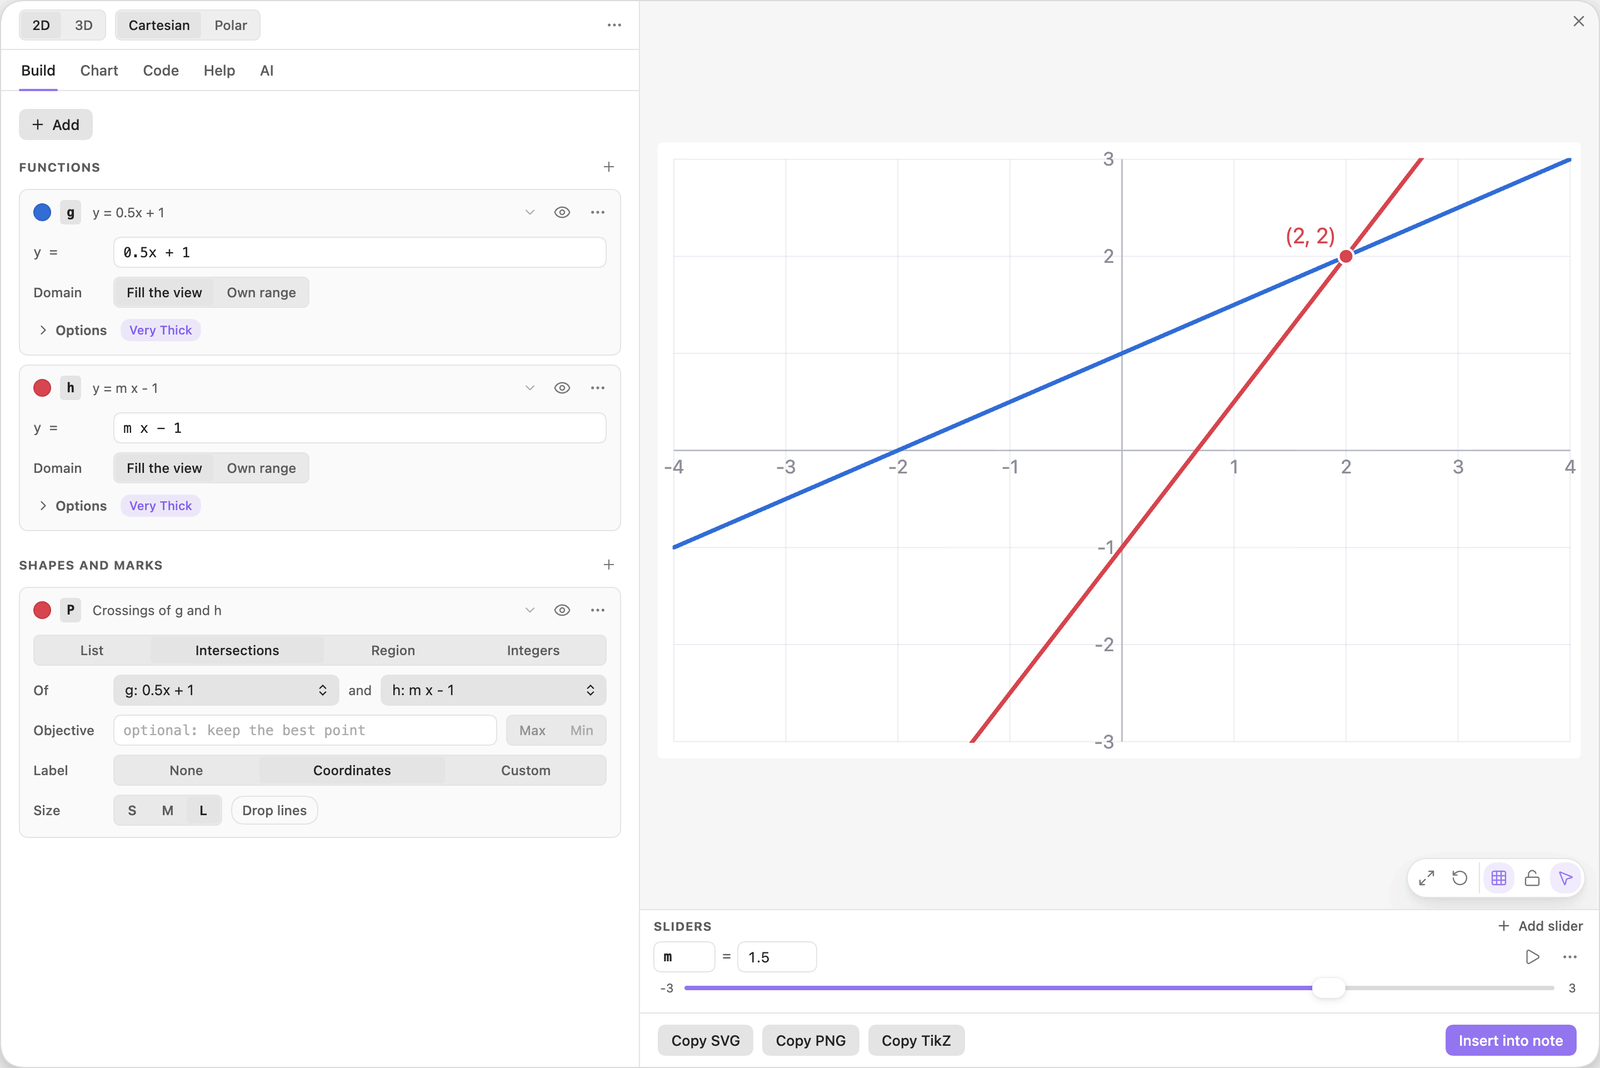 2D 3D Cartesian Polar
Build Chart Code Help AI
+ Add
FUNCTIONS
g y = 0.5x + 1
y = 0.5x + 1
Domain Fill the view Own range
Options Very Thick
h y = m x - 1
y = m x − 1
Domain Fill the view Own range
Options Very Thick
SHAPES AND MARKS
P Crossings of g and h
List Intersections Region Integers
Of g: 0.5x + 1 and h: m x - 1
Objective optional: keep the best point Max Min
Label None Coordinates Custom
Size S M L Drop lines
3
(2, 2)
2
-4 -3 -2 -1 1 2 3 4
-1
-2
-3
SLIDERS + Add slider
m = 1.5
-3 3
Copy SVG Copy PNG Copy TikZ Insert into note